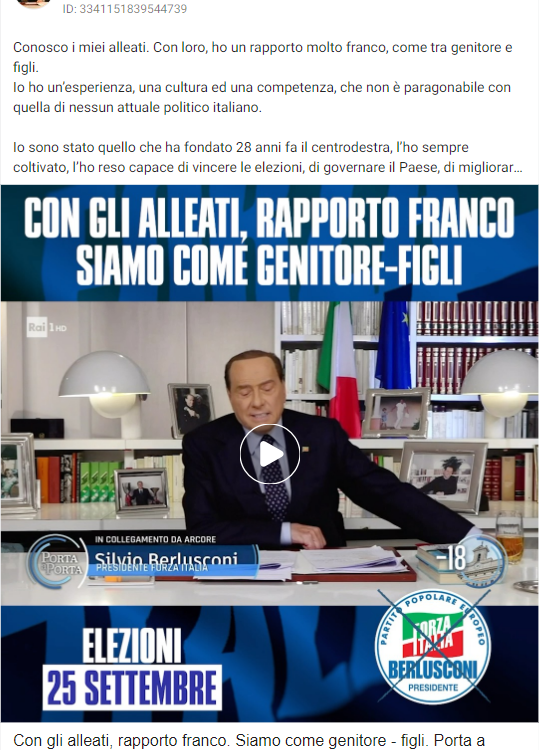 ID: 3341151839544739
Conosco i miei alleati. Con loro, ho un rapporto molto franco, come tra genitore e
figli.
Io ho un’esperienza, una cultura ed una competenza, che non è paragonabile con
quella di nessun attuale politico italiano.
Io sono stato quello che ha fondato 28 anni fa il centrodestra, l’ho sempre
coltivato, l’ho reso capace di vincere le elezioni, di governare il Paese, di migliorar…
CON GLI ALLEATI, RAPPORTO FRANCO
SIAMO COME GENITORE-FIGLI
Rai 1 HD
IN COLLEGAMENTO DA ARCORE
PORTA A PORTA
Silvio Berlusconi
PRESIDENTE FORZA ITALIA
-18
ELEZIONI
25 SETTEMBRE
PARTITO POPOLARE EUROPEO
FORZA
ITALIA
BERLUSCONI
PRESIDENTE
Con gli alleati, rapporto franco. Siamo come genitore - figli. Porta a